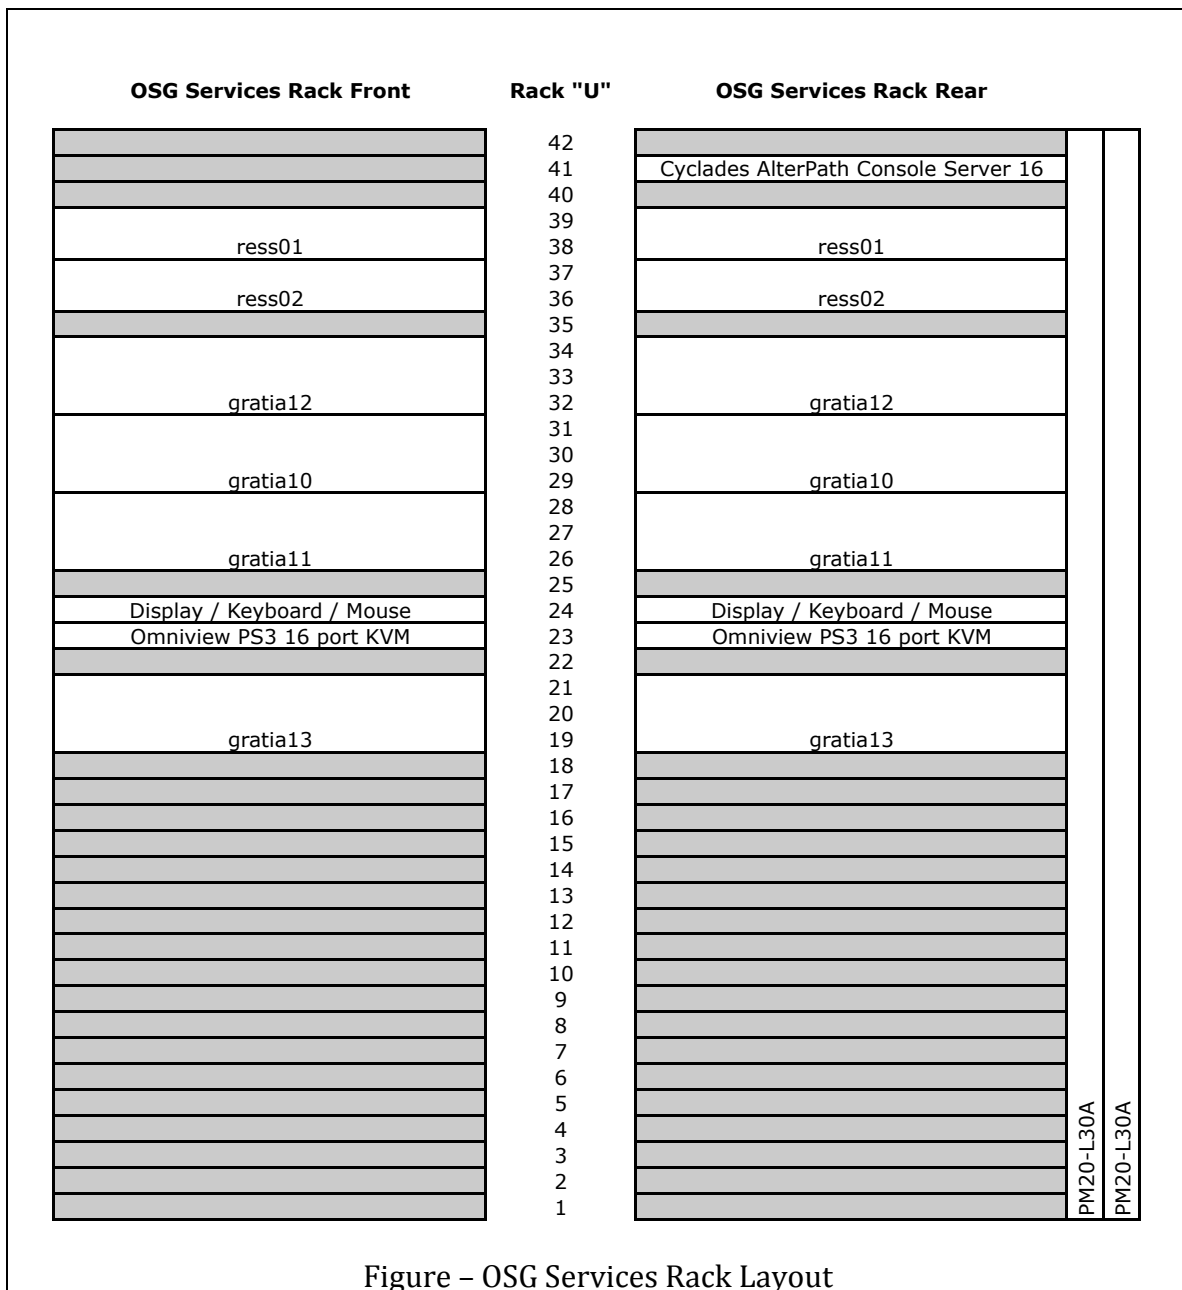 OSG Services Rack Front Rack "U" OSG Services Rack Rear
42
41 Cyclades AlterPath Console Server 16
40
39
ress01 38 ress01
37
ress02 36 ress02
35
34
33
gratia12 32 gratia12
31
30
gratia10 29 gratia10
28
27
gratia11 26 gratia11
25
Display / Keyboard / Mouse 24 Display / Keyboard / Mouse
Omniview PS3 16 port KVM 23 Omniview PS3 16 port KVM
22
21
20
gratia13 19 gratia13
18
17
16
15
14
13
12
11
10
9
8
7
6
5
4
3
2
1
PM20-L30A
PM20-L30A
Figure – OSG Services Rack Layout